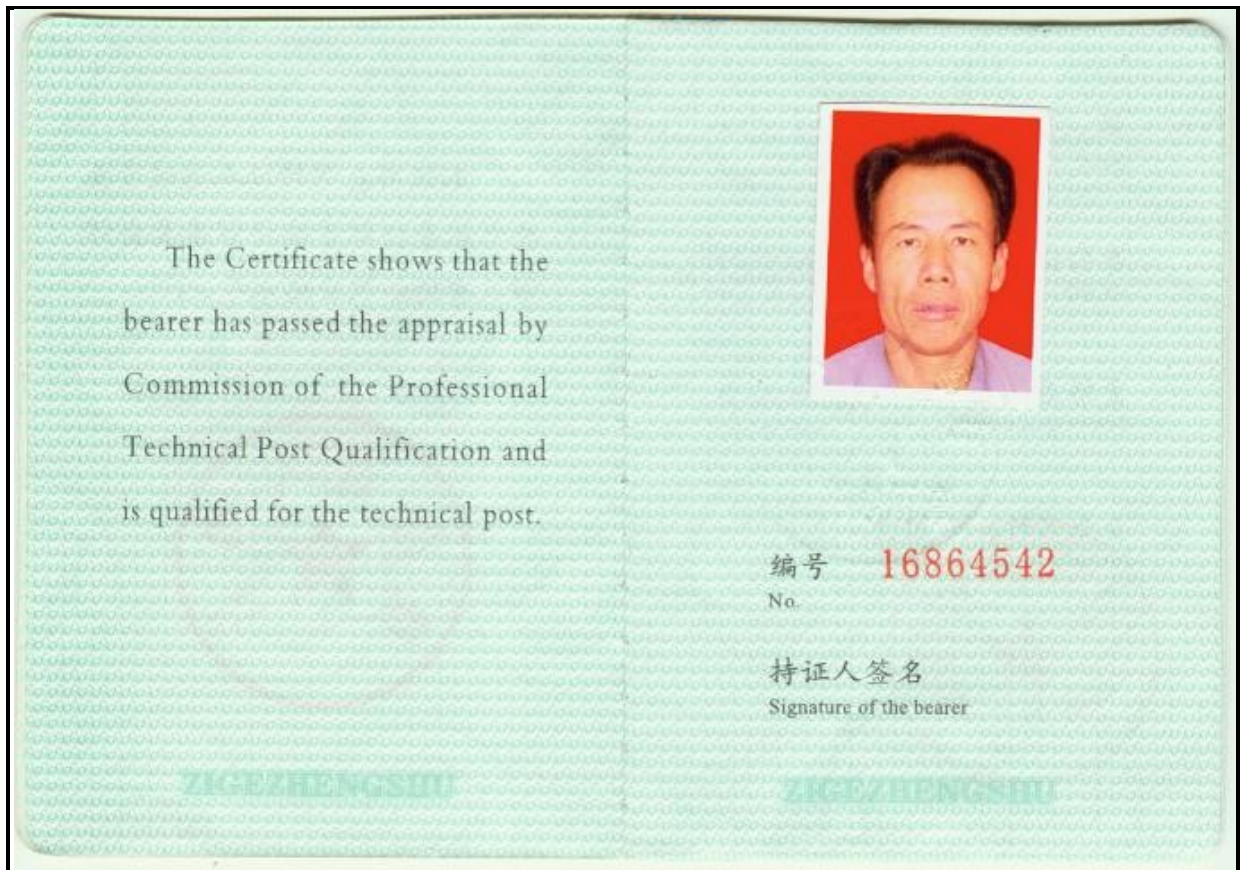 The Certificate shows that the
bearer has passed the appraisal by
Commission of the Professional
Technical Post Qualification and
is qualified for the technical post.
ZIGEZHENGSHU
编号 16864542
No.
持证人签名
Signature of the bearer
ZIGEZHENGSHU